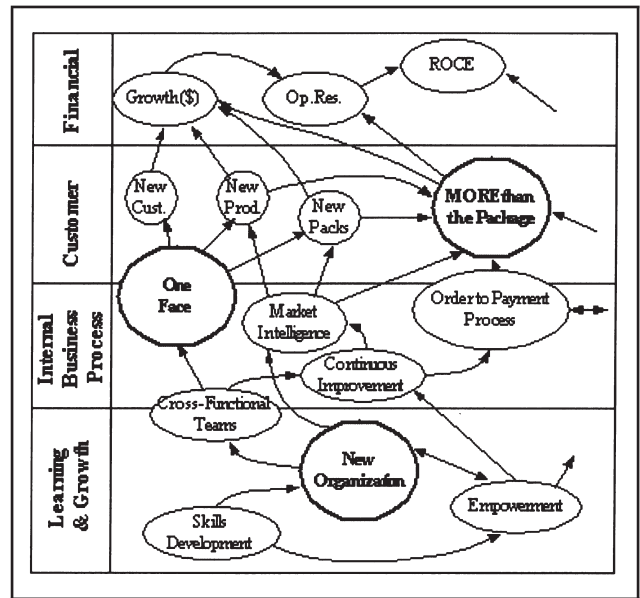 Financial
Growth($)
Op.Res.
ROCE
Customer
New
Cust.
New
Prod.
New
Packs
MORE than
the Package
Internal
Business
Process
One
Face
Market
Intelligence
Order to Payment
Process
Continuous
Improvement
Cross-Functional
Teams
Learning
& Growth
New
Organization
Skills
Development
Empowerment